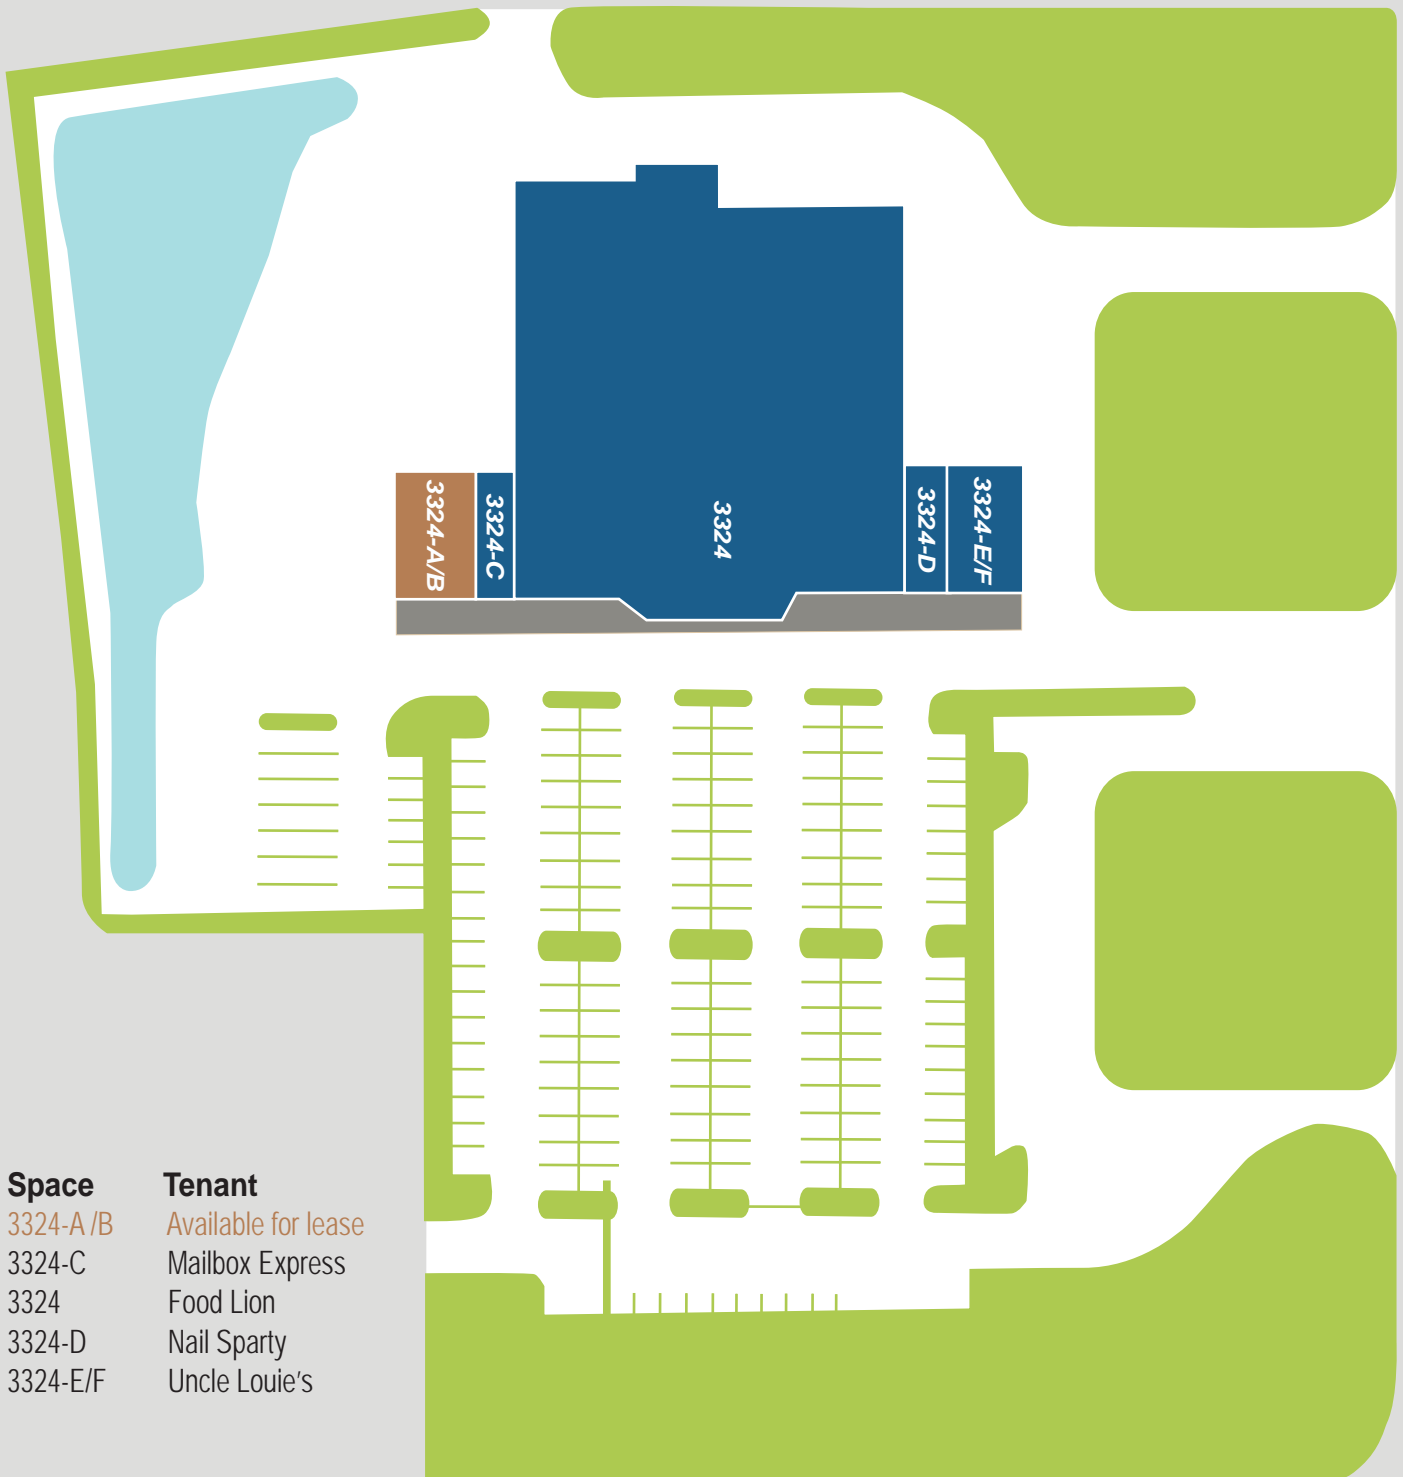 3324-A/B
3324-C
3324
3324-D
3324-E/F
Space Tenant
3324-A /B Available for lease
3324-C Mailbox Express
3324 Food Lion
3324-D Nail Sparty
3324-E/F Uncle Louie's